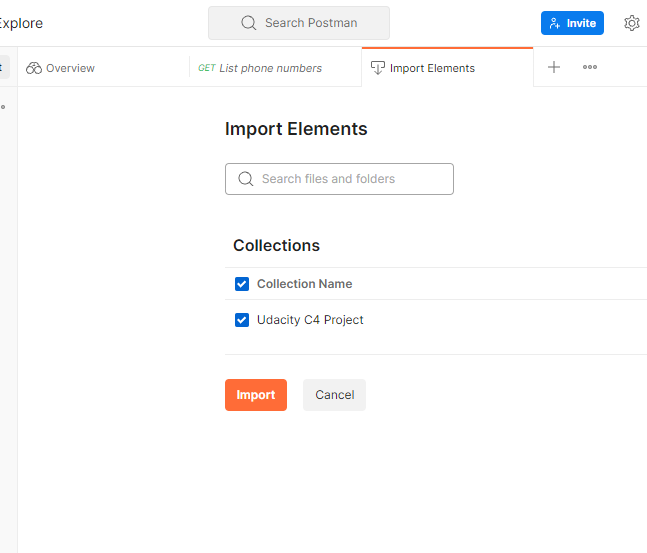 Explore
Search Postman
Invite
Overview
GET List phone numbers
Import Elements
Import Elements
Search files and folders
Collections
Collection Name
Udacity C4 Project
Import Cancel